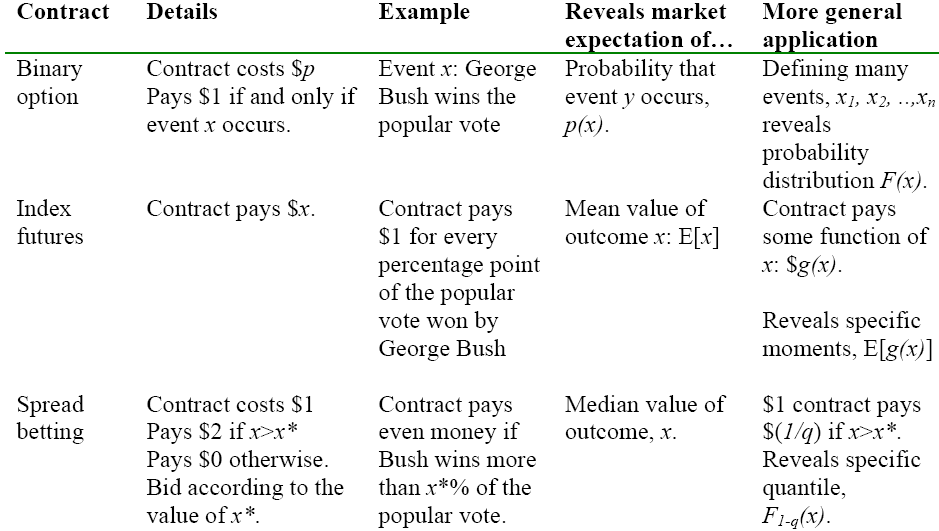 Contract Details Example Reveals market expectation of… More general application
Binary option
Contract costs $p
Pays $1 if and only if
event x occurs.
Event x: George
Bush wins the
popular vote
Probability that
event y occurs,
p(x).
Defining many
events, x1, x2, ..,xn
reveals
probability
distribution F(x).
Index
futures
Contract pays $x.
Contract pays
$1 for every
percentage point
of the popular
vote won by
George Bush
Mean value of
outcome x: E[x]
Contract pays
some function of
x: $g(x).
Reveals specific
moments, E[g(x)]
Spread
betting
Contract costs $1
Pays $2 if x>x*
Pays $0 otherwise.
Bid according to the
value of x*.
Contract pays
even money if
Bush wins more
than x*% of the
popular vote.
Median value of
outcome, x.
$1 contract pays
$(1/q) if x>x*.
Reveals specific
quantile,
F1-q(x).